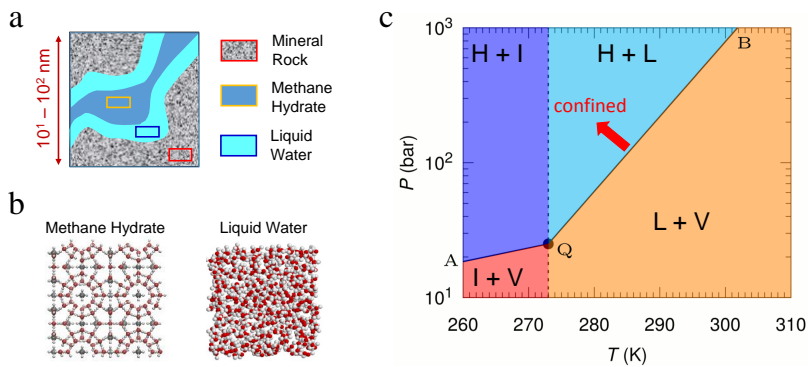 a
10¹ – 10² nm
Mineral
Rock
Methane
Hydrate
Liquid
Water
b
Methane Hydrate
Liquid Water
c
P (bar)
10³
10²
10¹
H + I
H + L
B
confined
L + V
A
Q
I + V
260
270
280
290
300
310
T (K)